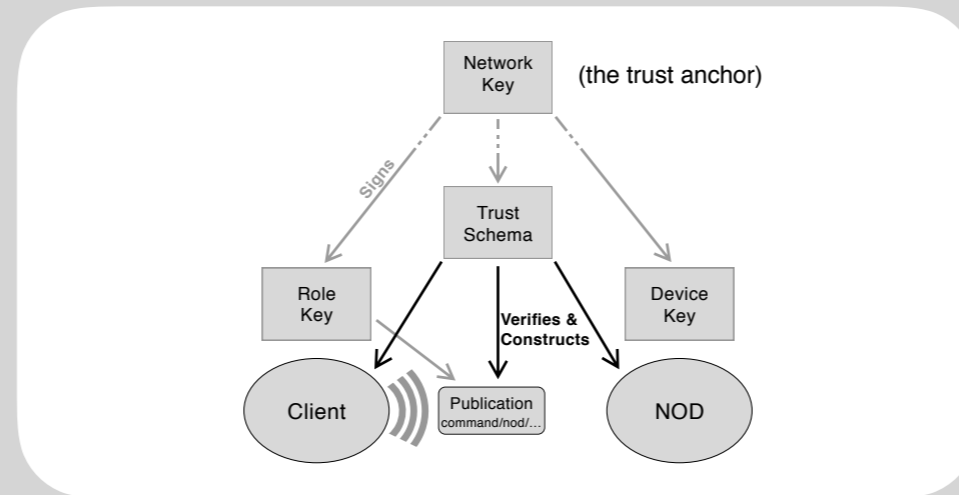 Network
Key
(the trust anchor)
Signs
Trust
Schema
Role
Key
Device
Key
Verifies &
Constructs
Client
Publication
command/nod/...
NOD